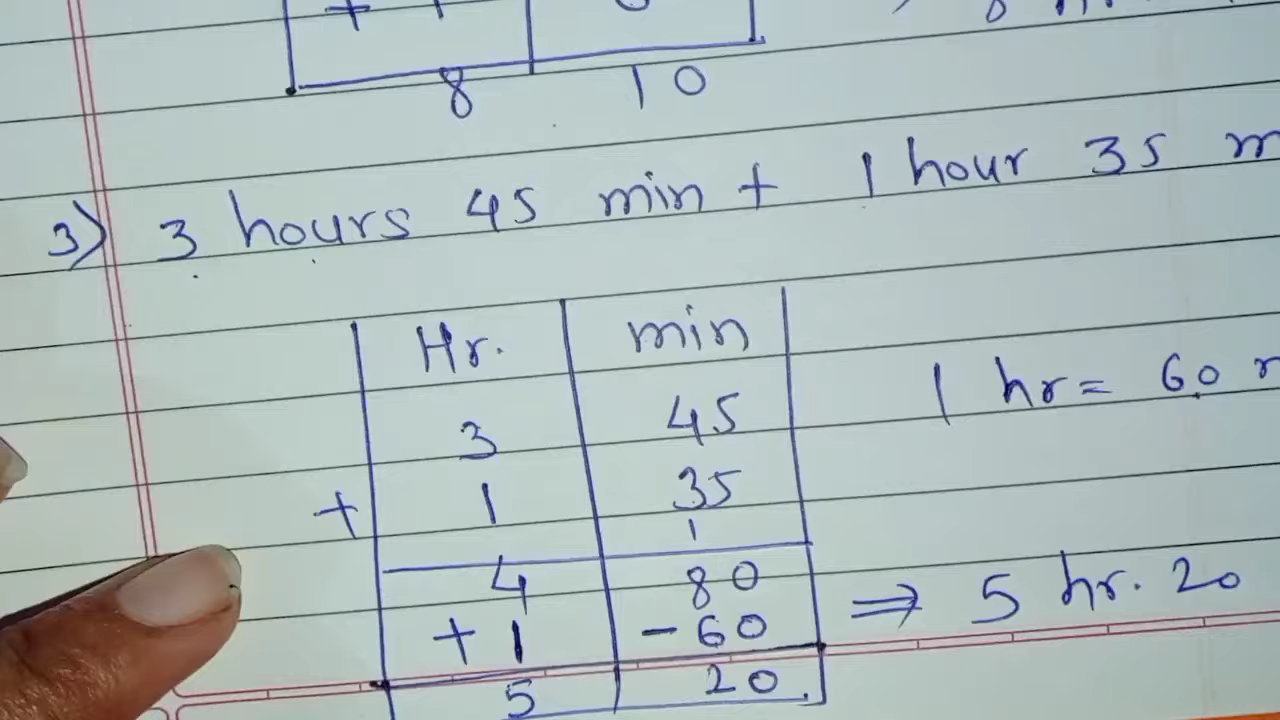 8 10
3) 3 hours 45 min + 1 hour 35 m
Hr. min
3 45
1 hr = 60
+ 1 35
1
4 80
+ 1 - 60
⇒ 5 hr. 20
5 20